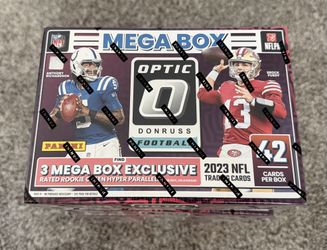 NFL
MEGA BOX
NFLPA
ANTHONY RICHARDSON
BROCK PURDY
OPTIC
DONRUSS
FOOTBALL
PANINI
FIND
3 MEGA BOX EXCLUSIVE
RATED ROOKIE GREEN HYPER PARALLELS
2023 NFL
TRADING CARDS
42
CARDS
PER BOX